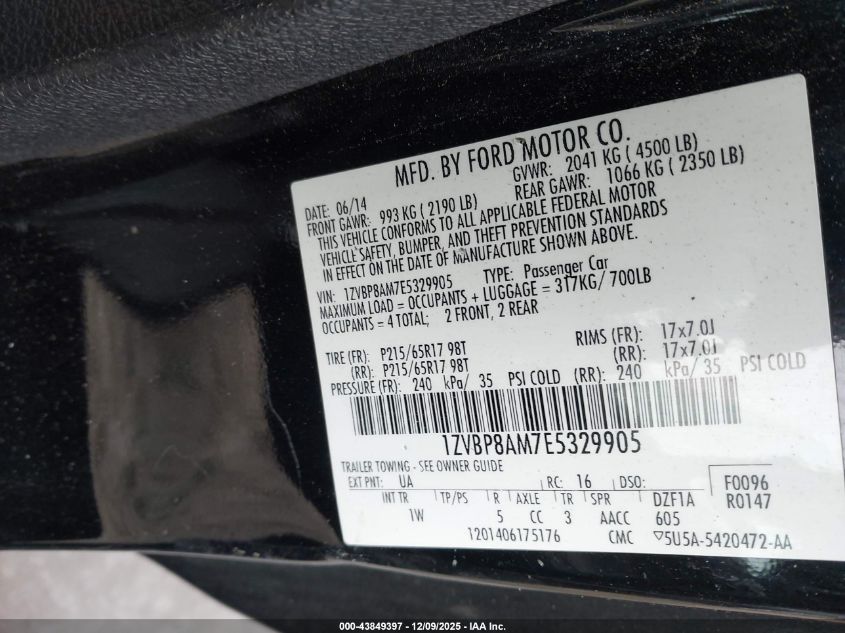 MFD. BY FORD MOTOR CO.
DATE: 06/14 GVWR: 2041 KG ( 4500 LB)
FRONT GAWR: 993 KG ( 2190 LB) REAR GAWR: 1066 KG ( 2350 LB)
THIS VEHICLE CONFORMS TO ALL APPLICABLE FEDERAL MOTOR
VEHICLE SAFETY, BUMPER, AND THEFT PREVENTION STANDARDS
IN EFFECT ON THE DATE OF MANUFACTURE SHOWN ABOVE.
VIN: 1ZVBP8AM7E5329905 TYPE: Passenger Car
MAXIMUM LOAD = OCCUPANTS + LUGGAGE = 317KG/ 700LB
OCCUPANTS = 4 TOTAL; 2 FRONT, 2 REAR
TIRE (FR): P215/65R17 98T RIMS (FR): 17x7.0J
(RR): P215/65R17 98T (RR): 17x7.0J
PRESSURE (FR): 240 kPa/ 35 PSI COLD (RR): 240 kPa/ 35 PSI COLD
1ZVBP8AM7E5329905
TRAILER TOWING - SEE OWNER GUIDE
EXT PNT: UA RC: 16 DSO: F0096
INT TR TP/PS R AXLE TR SPR DZF1A R0147
1W 5 CC 3 AACC 605
1201406175176 CMC ▽5U5A-5420472-AA
000-43849397 - 12/09/2025 - IAA Inc.